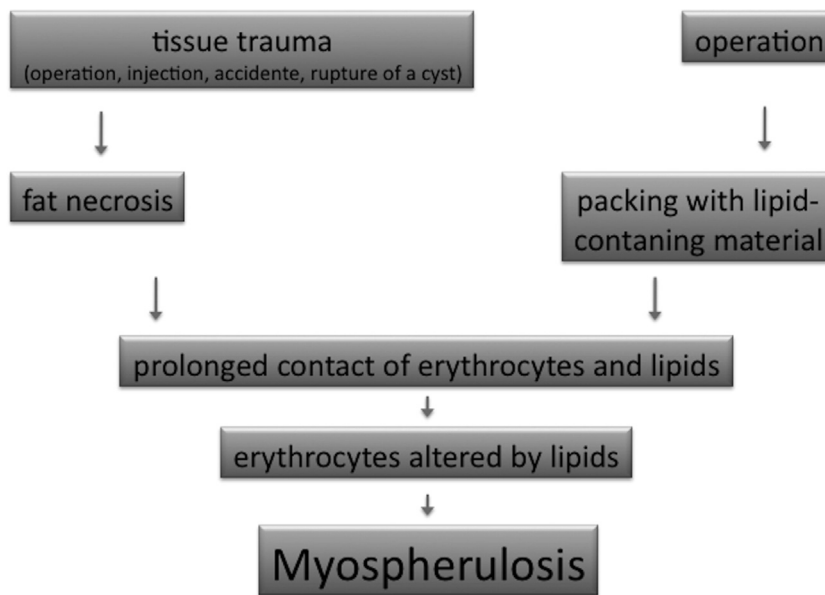 tissue trauma
(operation, injection, accidente, rupture of a cyst)
operation
fat necrosis
packing with lipid-
contaning material
prolonged contact of erythrocytes and lipids
erythrocytes altered by lipids
Myospherulosis